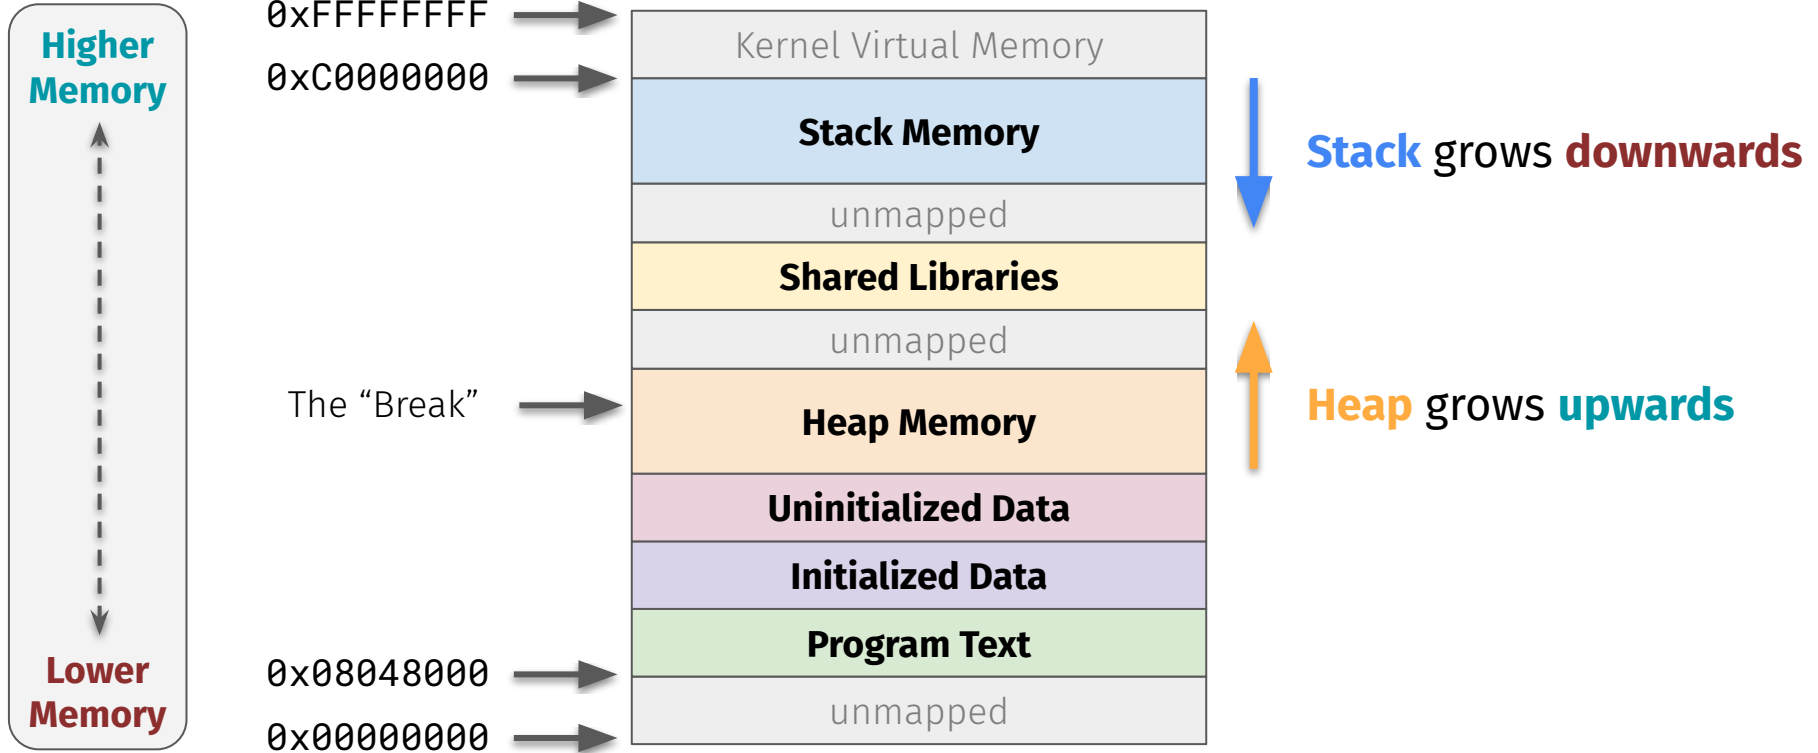 Higher
Memory
Lower
Memory
0xFFFFFFFF
0xC0000000
The “Break”
0x08048000
0x00000000
Kernel Virtual Memory
Stack Memory
unmapped
Shared Libraries
unmapped
Heap Memory
Uninitialized Data
Initialized Data
Program Text
unmapped
Stack grows downwards
Heap grows upwards